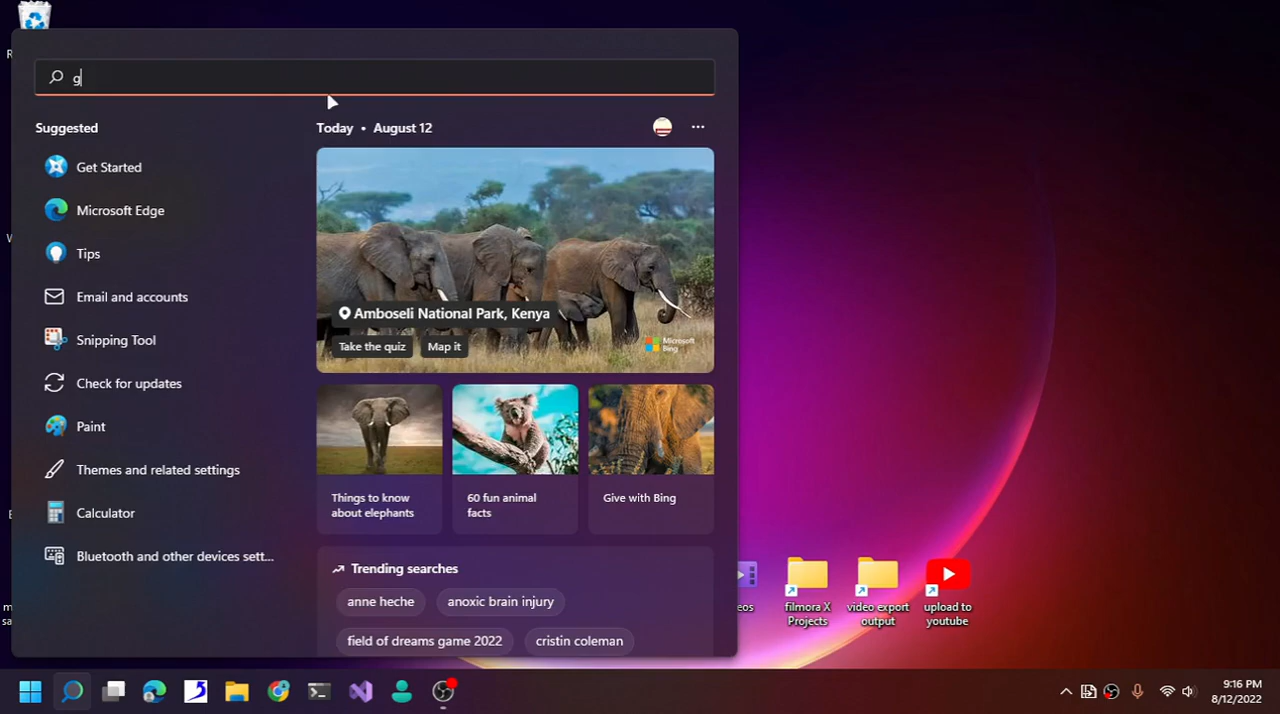 g
Suggested
Today • August 12
Get Started
Microsoft Edge
Tips
Email and accounts
Snipping Tool
Check for updates
Paint
Themes and related settings
Calculator
Bluetooth and other devices sett...
Amboseli National Park, Kenya
Take the quiz
Map it
Microsoft
Bing
Things to know
about elephants
60 fun animal
facts
Give with Bing
Trending searches
anne heche
anoxic brain injury
field of dreams game 2022
cristin coleman
eos
filmora X
Projects
video export
output
upload to
youtube
9:16 PM
8/12/2022